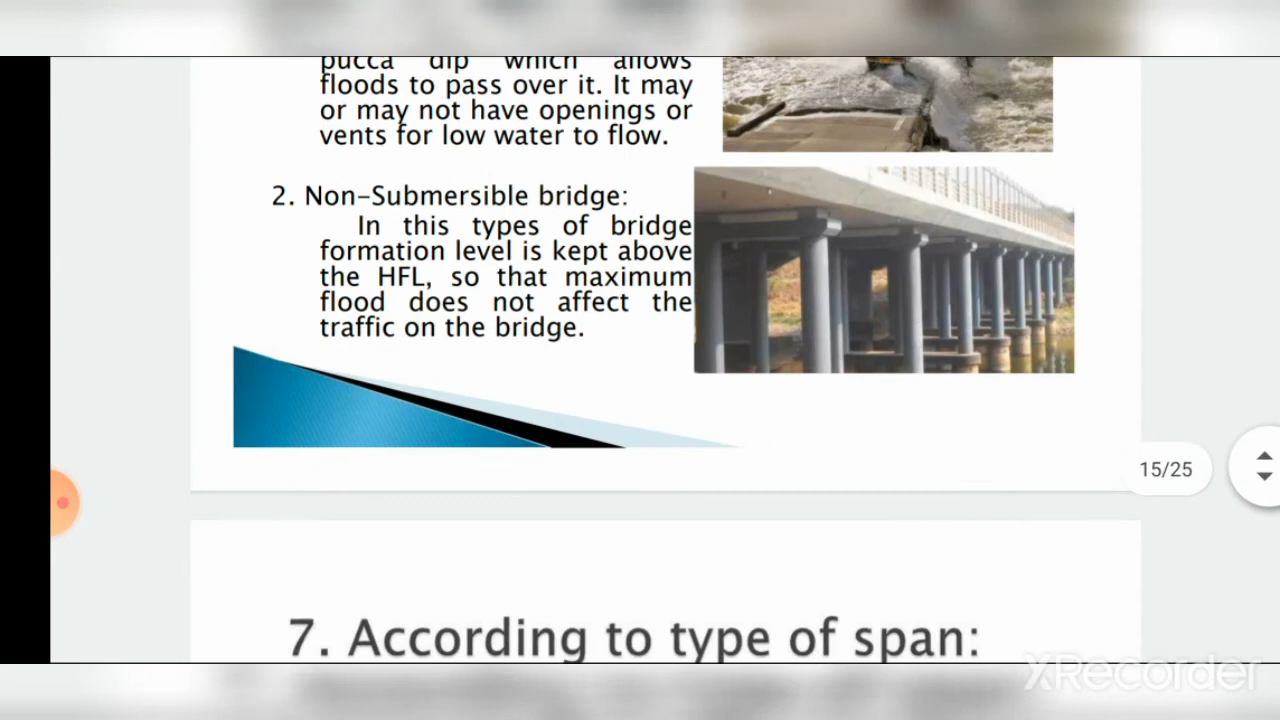 pucca dip which allows
floods to pass over it. It may
or may not have openings or
vents for low water to flow.
2. Non-Submersible bridge:
In this types of bridge
formation level is kept above
the HFL, so that maximum
flood does not affect the
traffic on the bridge.
15/25
7. According to type of span:
XRecorder